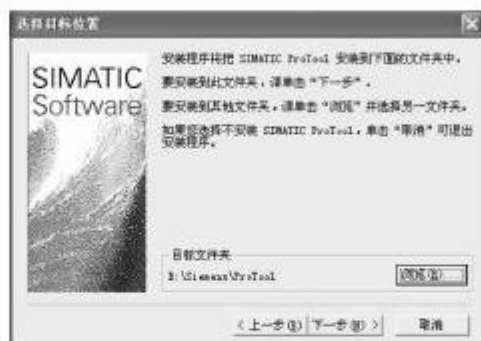 选择目标位置
SIMATIC
Software
安装程序将把 SIMATIC ProTool 安装到下面的文件夹中。
要安装到此文件夹,请单击“下一步”.
要安装到其他文件夹,请单击“浏览”并选择另一文件夹。
如果您选择不安装 SIMATIC ProTool,单击“取消”可退出
安装程序。
目标文件夹
D:\Siemens\ProTool
浏览(R)...
<上一步(B)
下一步(N) >
取消